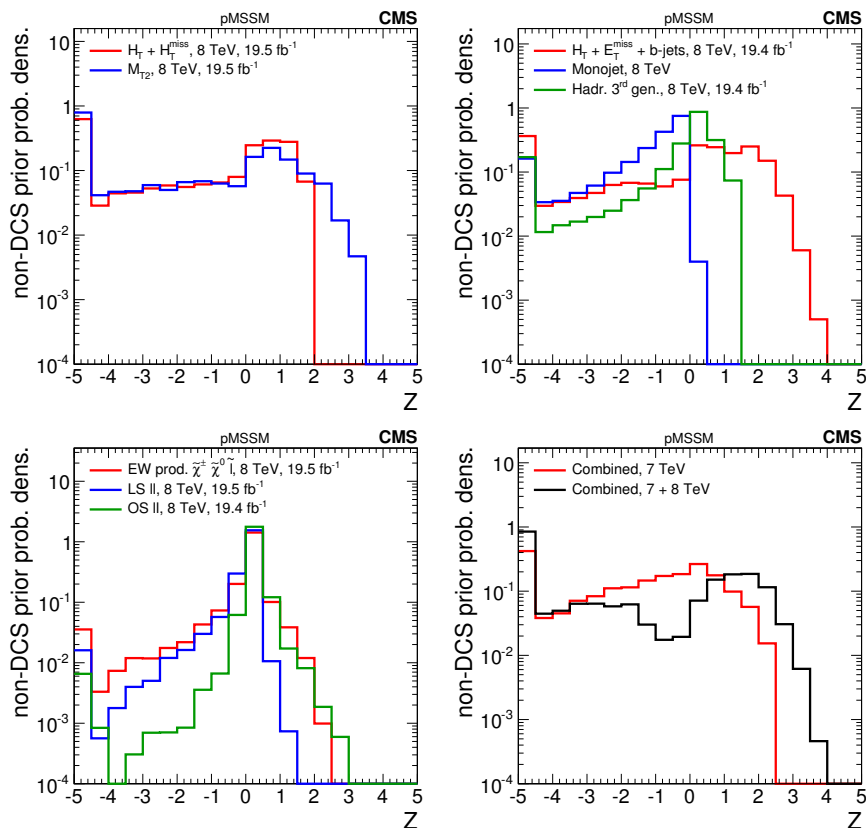 pMSSM CMS
non-DCS prior prob. dens.
H_T + H_T^miss, 8 TeV, 19.5 fb⁻¹
M_T2, 8 TeV, 19.5 fb⁻¹
10
1
10⁻¹
10⁻²
10⁻³
10⁻⁴
-5 -4 -3 -2 -1 0 1 2 3 4 5
Z
pMSSM CMS
non-DCS prior prob. dens.
H_T + E_T^miss + b-jets, 8 TeV, 19.4 fb⁻¹
Monojet, 8 TeV
Hadr. 3^rd gen., 8 TeV, 19.4 fb⁻¹
10
1
10⁻¹
10⁻²
10⁻³
10⁻⁴
-5 -4 -3 -2 -1 0 1 2 3 4 5
Z
pMSSM CMS
non-DCS prior prob. dens.
EW prod. χ̃^± χ̃^0 l̃, 8 TeV, 19.5 fb⁻¹
LS ll, 8 TeV, 19.5 fb⁻¹
OS ll, 8 TeV, 19.4 fb⁻¹
10
1
10⁻¹
10⁻²
10⁻³
10⁻⁴
-5 -4 -3 -2 -1 0 1 2 3 4 5
Z
pMSSM CMS
non-DCS prior prob. dens.
Combined, 7 TeV
Combined, 7 + 8 TeV
10
1
10⁻¹
10⁻²
10⁻³
10⁻⁴
-5 -4 -3 -2 -1 0 1 2 3 4 5
Z